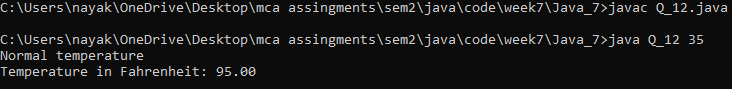 C:\Users\nayak\OneDrive\Desktop\mca assingments\sem2\java\code\week7\Java_7>javac Q_12.java
C:\Users\nayak\OneDrive\Desktop\mca assingments\sem2\java\code\week7\Java_7>java Q_12 35
Normal temperature
Temperature in Fahrenheit: 95.00